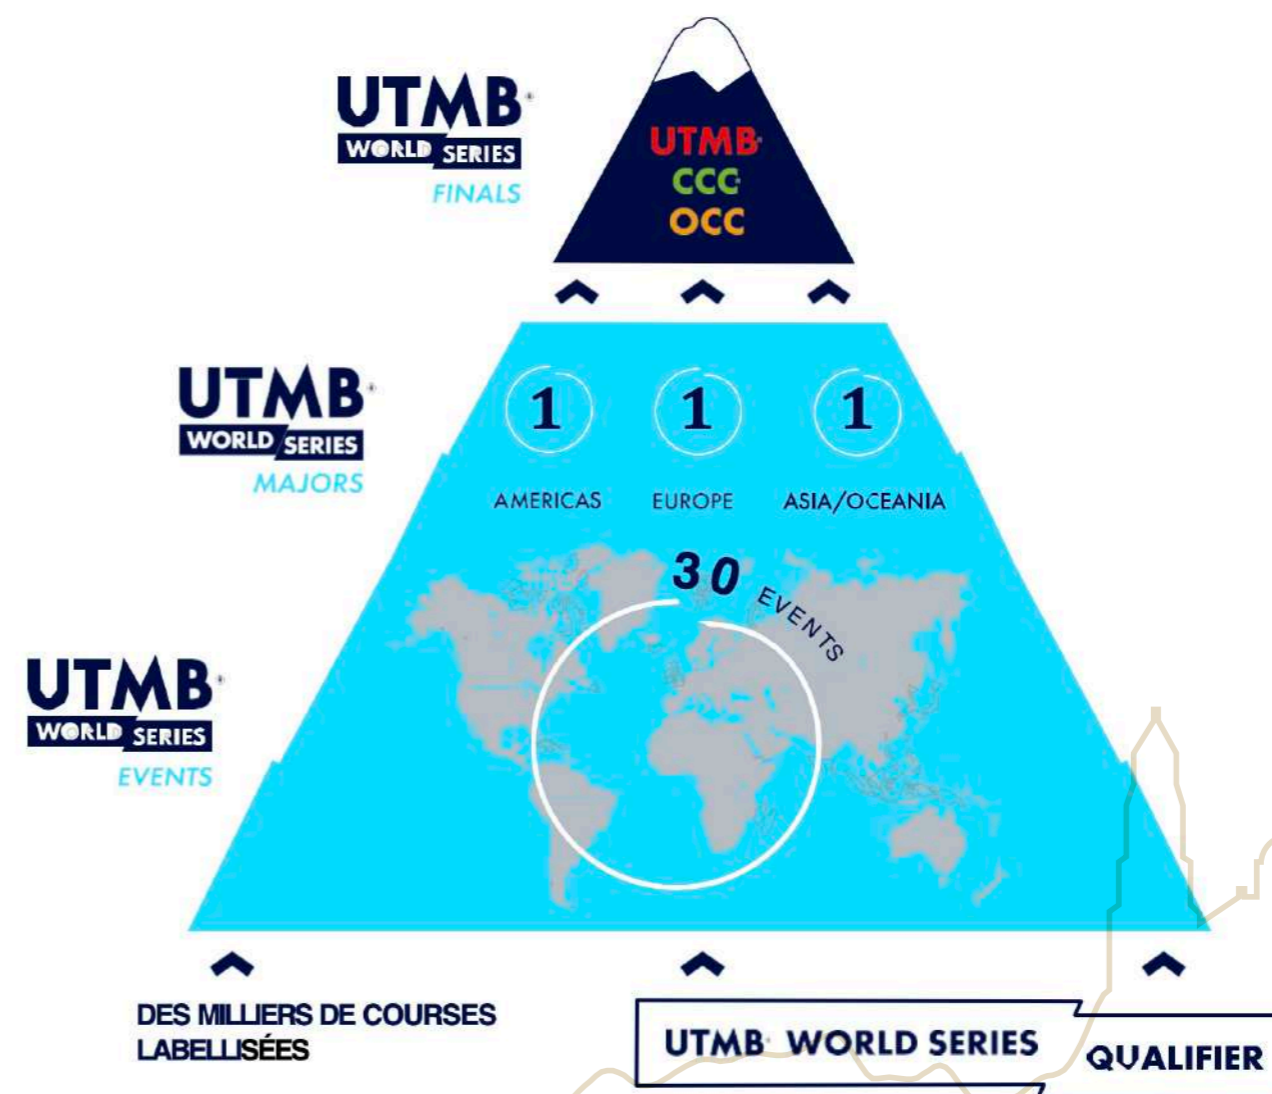 UTMB
WORLD SERIES
FINALS
UTMB
CCC
OCC
UTMB
WORLD SERIES
MAJORS
1 1 1
AMERICAS EUROPE ASIA/OCEANIA
30 EVENTS
UTMB
WORLD SERIES
EVENTS
DES MILLIERS DE COURSES
LABELLISÉES
UTMB WORLD SERIES QUALIFIER